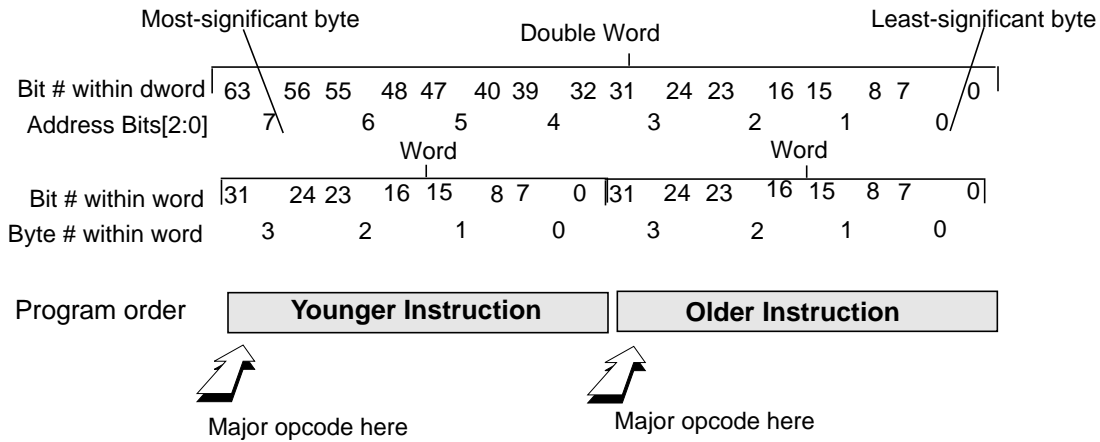 Most-significant byte Least-significant byte
Double Word
Bit # within dword 63 56 55 48 47 40 39 32 31 24 23 16 15 8 7 0
Address Bits[2:0] 7 6 5 4 3 2 1 0
Word Word
Bit # within word 31 24 23 16 15 8 7 0 31 24 23 16 15 8 7 0
Byte # within word 3 2 1 0 3 2 1 0
Program order Younger Instruction Older Instruction
Major opcode here Major opcode here